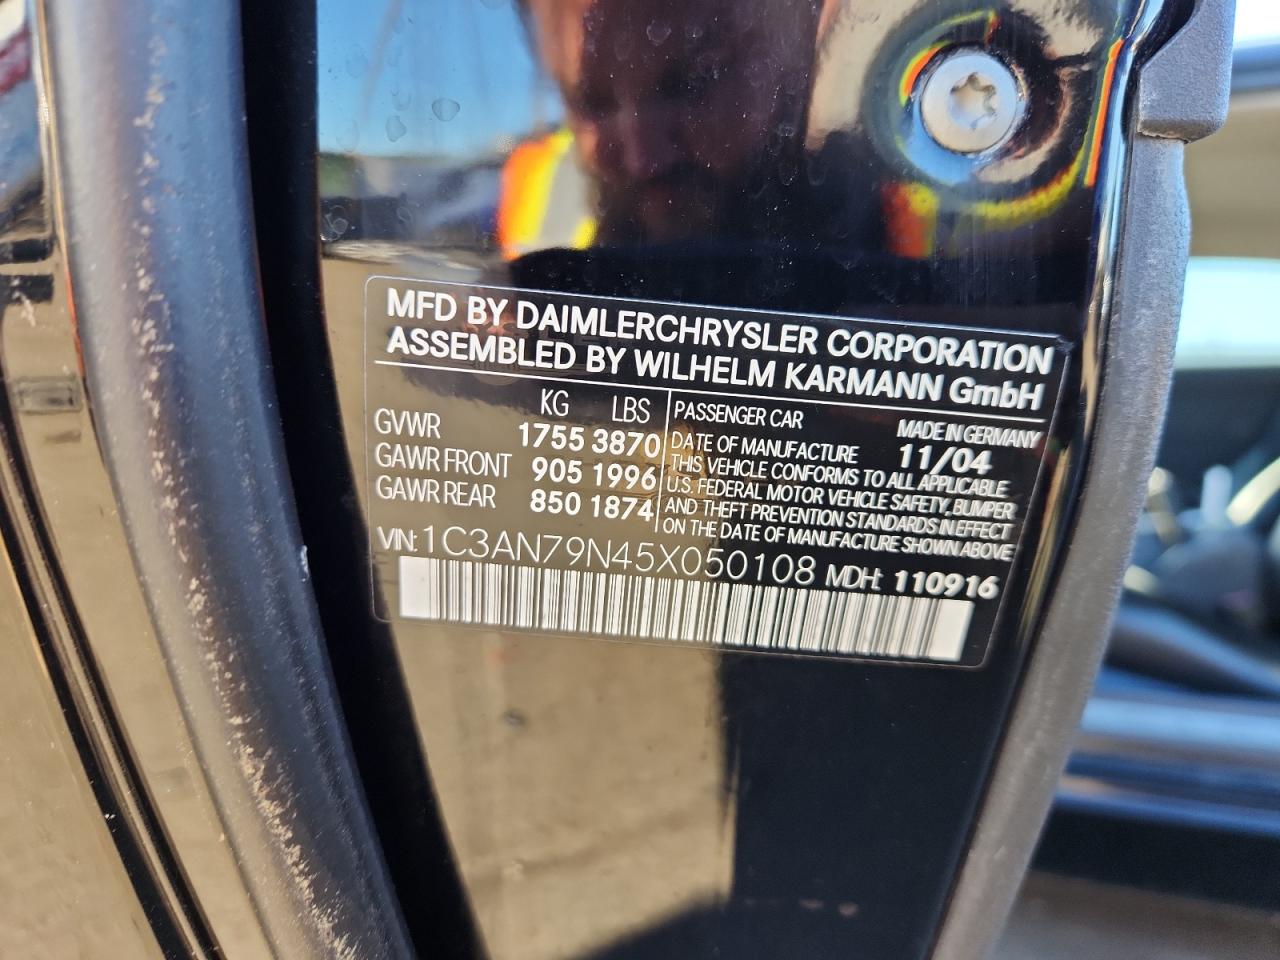 MFD BY DAIMLERCHRYSLER CORPORATION
ASSEMBLED BY WILHELM KARMANN GmbH
KG LBS
GVWR 1755 3870
GAWR FRONT 905 1996
GAWR REAR 850 1874
PASSENGER CAR MADE IN GERMANY
DATE OF MANUFACTURE 11/04
THIS VEHICLE CONFORMS TO ALL APPLICABLE
U.S. FEDERAL MOTOR VEHICLE SAFETY, BUMPER
AND THEFT PREVENTION STANDARDS IN EFFECT
ON THE DATE OF MANUFACTURE SHOWN ABOVE
VIN: 1C3AN79N45X050108 MDH: 110916